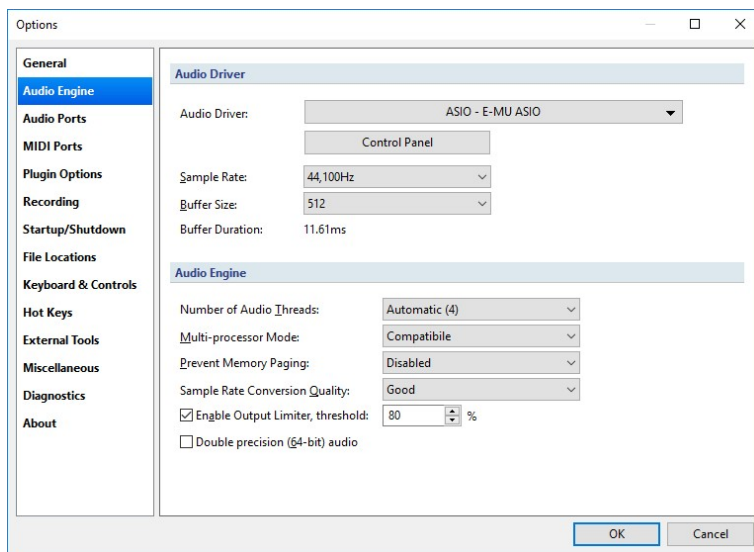 Options
General
Audio Engine
Audio Ports
MIDI Ports
Plugin Options
Recording
Startup/Shutdown
File Locations
Keyboard & Controls
Hot Keys
External Tools
Miscellaneous
Diagnostics
About
Audio Driver
Audio Driver: ASIO - E-MU ASIO
Control Panel
Sample Rate: 44,100Hz
Buffer Size: 512
Buffer Duration: 11.61ms
Audio Engine
Number of Audio Threads: Automatic (4)
Multi-processor Mode: Compatibile
Prevent Memory Paging: Disabled
Sample Rate Conversion Quality: Good
Enable Output Limiter, threshold: 80 %
Double precision (64-bit) audio
OK Cancel